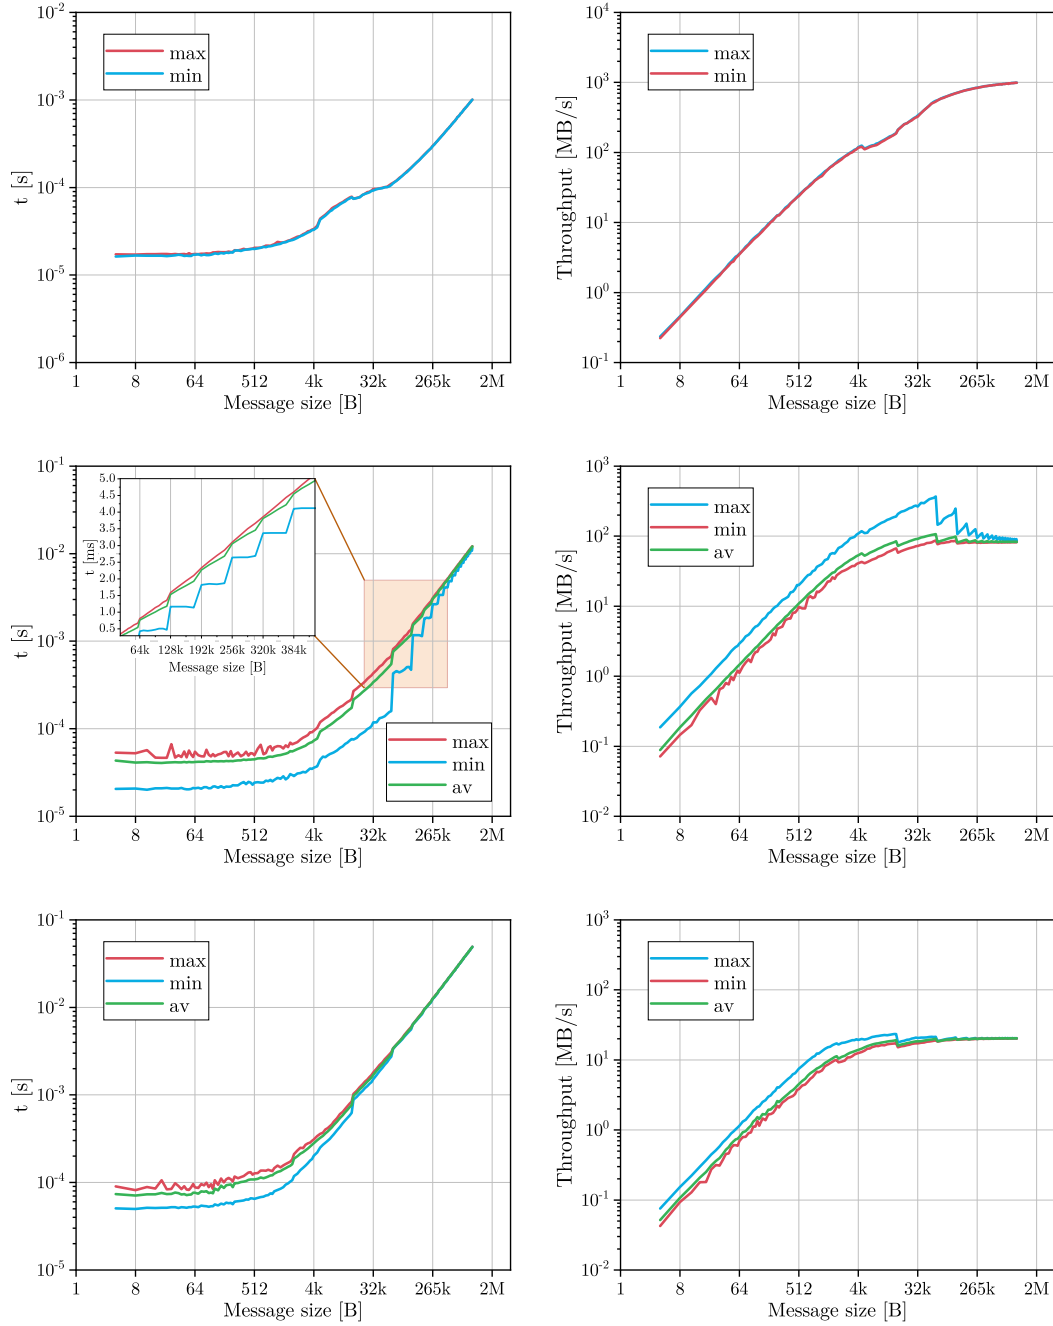 10^-2
10^-3
10^-4
10^-5
10^-6
t [s]
max
min
1 8 64 512 4k 32k 265k 2M
Message size [B]
10^4
10^3
10^2
10^1
10^0
10^-1
Throughput [MB/s]
max
min
1 8 64 512 4k 32k 265k 2M
Message size [B]
10^-1
10^-2
10^-3
10^-4
10^-5
t [s]
5.0
4.5
4.0
3.5
3.0
2.5
2.0
1.5
1.0
0.5
t [ms]
64k 128k 192k 256k 320k 384k
Message size [B]
max
min
av
1 8 64 512 4k 32k 265k 2M
Message size [B]
10^3
10^2
10^1
10^0
10^-1
10^-2
Throughput [MB/s]
max
min
av
1 8 64 512 4k 32k 265k 2M
Message size [B]
10^-1
10^-2
10^-3
10^-4
10^-5
t [s]
max
min
av
1 8 64 512 4k 32k 265k 2M
Message size [B]
10^3
10^2
10^1
10^0
10^-1
10^-2
Throughput [MB/s]
max
min
av
1 8 64 512 4k 32k 265k 2M
Message size [B]